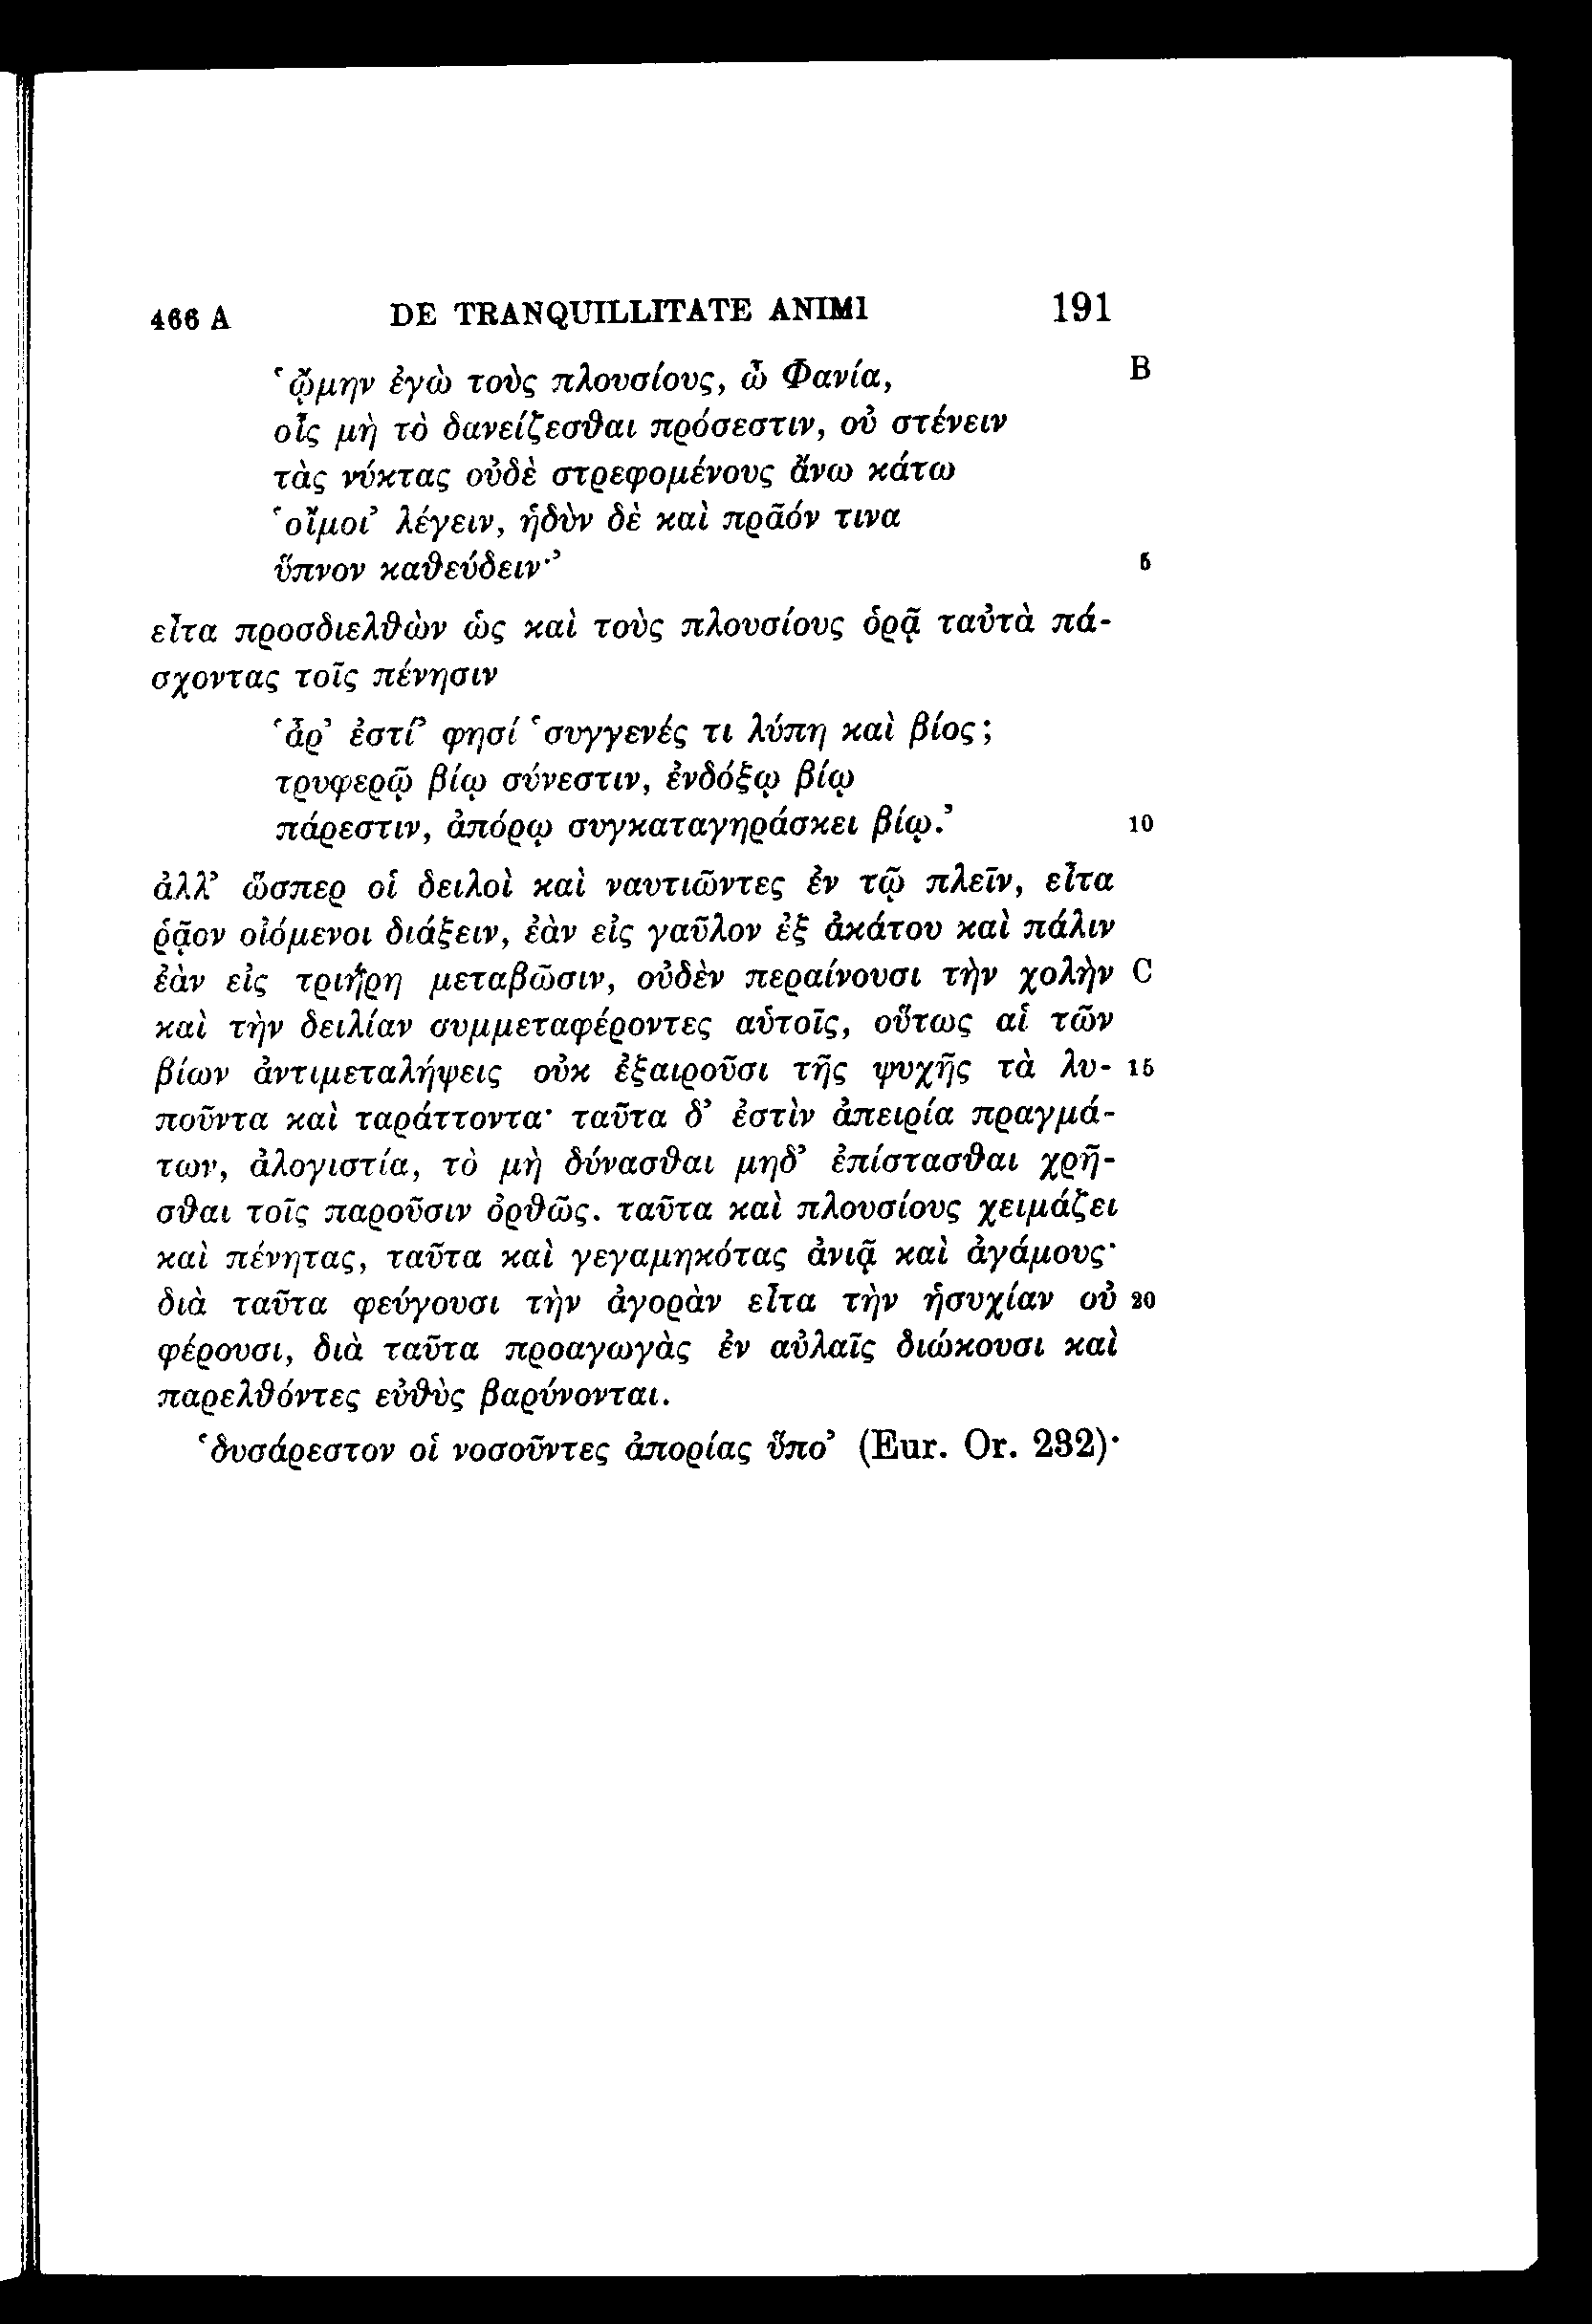 466 A DE TRANQUILLITATE ANIMI 191
‘ᾤμην ἐγὼ τοὺς πλουσίους, ὦ Φανία, B
οἷς μὴ τὸ δανείζεσθαι πρόσεστιν, οὐ στένειν
τὰς νύκτας οὐδὲ στρεφομένους ἄνω κάτω
‘οἴμοι’ λέγειν, ἡδὺν δὲ καὶ πρᾶόν τινα
ὕπνον καθεύδειν·’ 5
εἶτα προσδιελθὼν ὡς καὶ τοὺς πλουσίους ὁρᾷ ταὐτὰ πά-
σχοντας τοῖς πένησιν
‘ἆρ’ ἐστί’ φησί ‘συγγενές τι λύπη καὶ βίος;
τρυφερῷ βίῳ σύνεστιν, ἐνδόξῳ βίῳ
πάρεστιν, ἀπόρῳ συγκαταγηράσκει βίῳ.’ 10
ἀλλ’ ὥσπερ οἱ δειλοὶ καὶ ναυτιῶντες ἐν τῷ πλεῖν, εἶτα
ῥᾷον οἰόμενοι διάξειν, ἐὰν εἰς γαῦλον ἐξ ἀκάτου καὶ πάλιν
ἐὰν εἰς τριήρη μεταβῶσιν, οὐδὲν περαίνουσι τὴν χολὴν C
καὶ τὴν δειλίαν συμμεταφέροντες αὑτοῖς, οὕτως αἱ τῶν
βίων ἀντιμεταλήψεις οὐκ ἐξαιροῦσι τῆς ψυχῆς τὰ λυ- 15
ποῦντα καὶ ταράττοντα· ταῦτα δ’ ἐστὶν ἀπειρία πραγμά-
των, ἀλογιστία, τὸ μὴ δύνασθαι μηδ’ ἐπίστασθαι χρῆ-
σθαι τοῖς παροῦσιν ὀρθῶς. ταῦτα καὶ πλουσίους χειμάζει
καὶ πένητας, ταῦτα καὶ γεγαμηκότας ἀνιᾷ καὶ ἀγάμους·
διὰ ταῦτα φεύγουσι τὴν ἀγορὰν εἶτα τὴν ἡσυχίαν οὐ 20
φέρουσι, διὰ ταῦτα προαγωγὰς ἐν αὐλαῖς διώκουσι καὶ
παρελθόντες εὐθὺς βαρύνονται.
‘δυσάρεστον οἱ νοσοῦντες ἀπορίας ὕπο’ (Eur. Or. 232)·